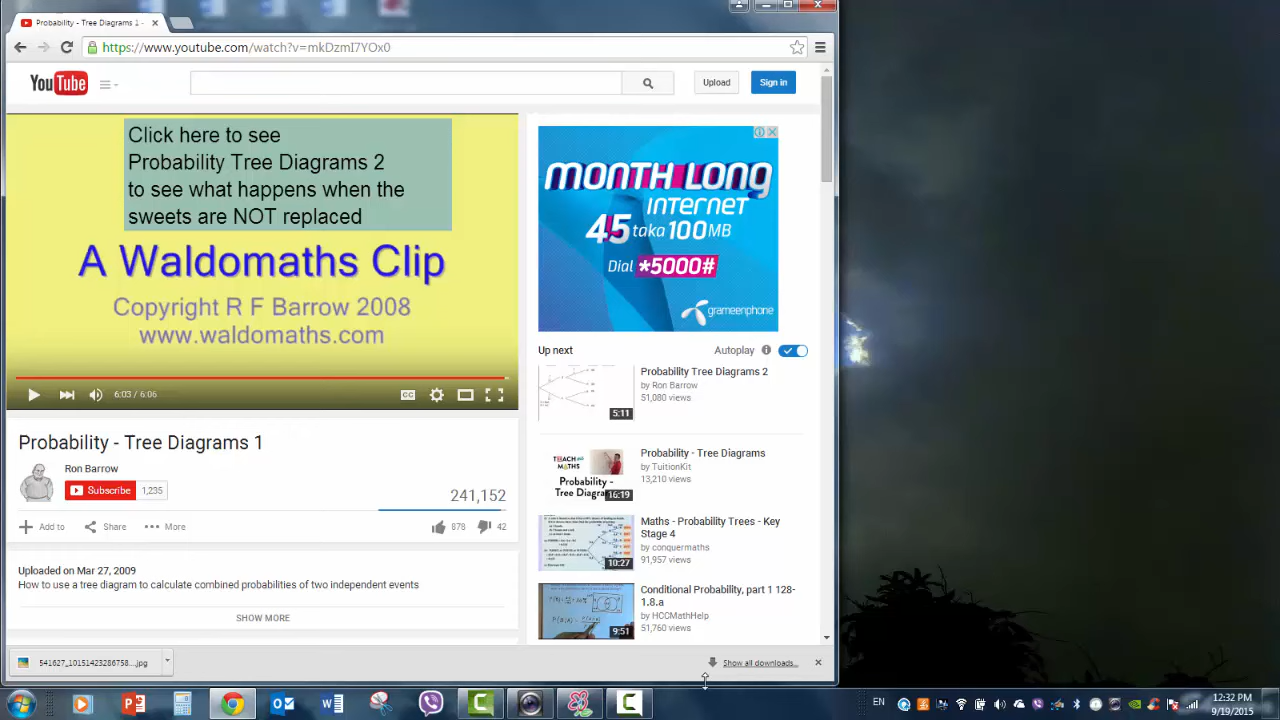 Probability - Tree Diagrams 1 -
https://www.youtube.com/watch?v=mkDzmI7YOx0
YouTube
Upload
Sign in
Click here to see
Probability Tree Diagrams 2
to see what happens when the
sweets are NOT replaced
A Waldomaths Clip
Copyright R F Barrow 2008
www.waldomaths.com
6:03 / 6:06
CC
Probability - Tree Diagrams 1
Ron Barrow
Subscribe
1,235
241,152
Add to
Share
More
878
42
Uploaded on Mar 27, 2009
How to use a tree diagram to calculate combined probabilities of two independent events
SHOW MORE
MONTH LONG
INTERNET
45 taka 100MB
Dial *5000#
grameenphone
Up next
Autoplay
Probability Tree Diagrams 2
by Ron Barrow
51,080 views
5:11
Probability - Tree Diagrams
by TuitionKit
13,210 views
TEACH
MATHS
Probability -
Tree Diagra
16:19
Maths - Probability Trees - Key
Stage 4
by conquermaths
91,957 views
10:27
Conditional Probability, part 1 128-
1.8.a
by HCCMathHelp
51,760 views
9:51
541627_10151423286758...jpg
Show all downloads...
EN
12:32 PM
9/19/2015